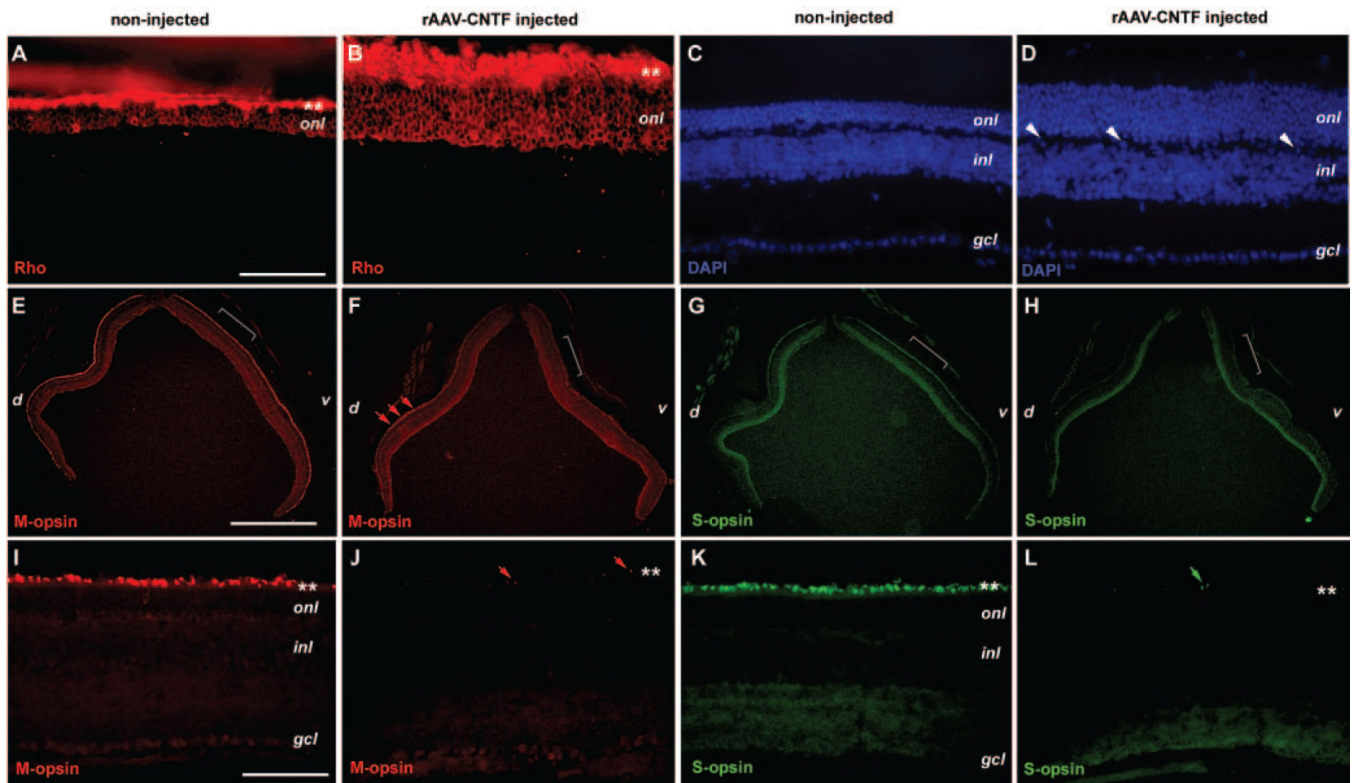 non-injected
rAAV-CNTF injected
non-injected
rAAV-CNTF injected
A
**
onl
Rho
B
**
onl
C
onl
inl
gcl
DAPI
D
onl
inl
gcl
DAPI
E
d
v
M-opsin
F
d
v
M-opsin
G
d
v
S-opsin
H
d
v
S-opsin
I
**
onl
inl
gcl
M-opsin
J
**
M-opsin
K
**
onl
inl
gcl
S-opsin
L
**
S-opsin